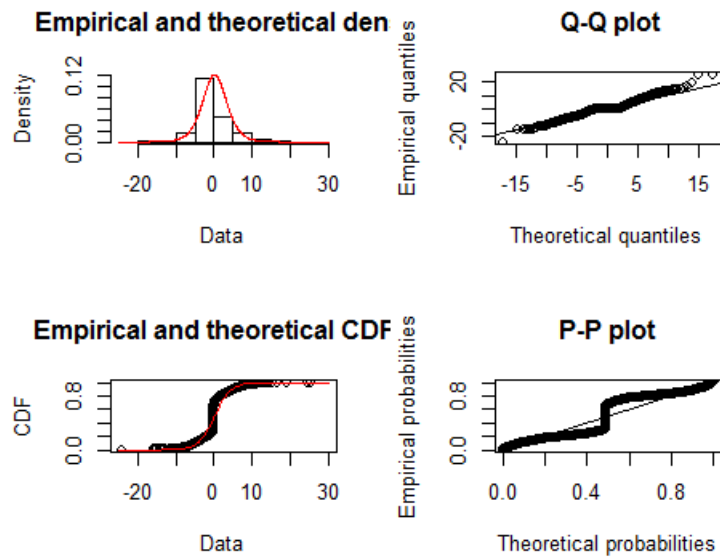 Empirical and theoretical den
Density
0.00
0.12
-20
0
10
30
Data
Q-Q plot
Empirical quantiles
-20
20
-15
-5
5
15
Theoretical quantiles
Empirical and theoretical CDF
CDF
0.0
0.8
-20
0
10
30
Data
P-P plot
Empirical probabilities
0.0
0.8
0.0
0.4
0.8
Theoretical probabilities